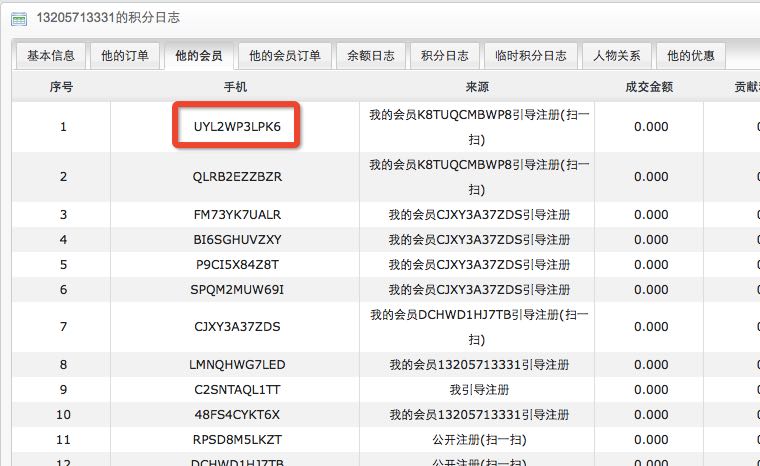 13205713331的积分日志
基本信息 他的订单 他的会员 他的会员订单 余额日志 积分日志 临时积分日志 人物关系 他的优惠
序号 手机 来源 成交金额 贡献
1 UYL2WP3LPK6 我的会员K8TUQCMBWP8引导注册(扫一
扫) 0.000
2 QLRB2EZZBZR 我的会员K8TUQCMBWP8引导注册(扫一
扫) 0.000
3 FM73YK7UALR 我的会员CJXY3A37ZDS引导注册 0.000
4 BI6SGHUVZXY 我的会员CJXY3A37ZDS引导注册 0.000
5 P9CI5X84Z8T 我的会员CJXY3A37ZDS引导注册 0.000
6 SPQM2MUW69I 我的会员CJXY3A37ZDS引导注册 0.000
7 CJXY3A37ZDS 我的会员DCHWD1HJ7TB引导注册(扫一
扫) 0.000
8 LMNQHWG7LED 我的会员13205713331引导注册 0.000
9 C2SNTAQL1TT 我引导注册 0.000
10 48FS4CYKT6X 我的会员13205713331引导注册 0.000
11 RPSD8M5LKZT 公开注册(扫一扫) 0.000
12 DCHWD1HJ7TB 公开注册(扫一扫) 0.000